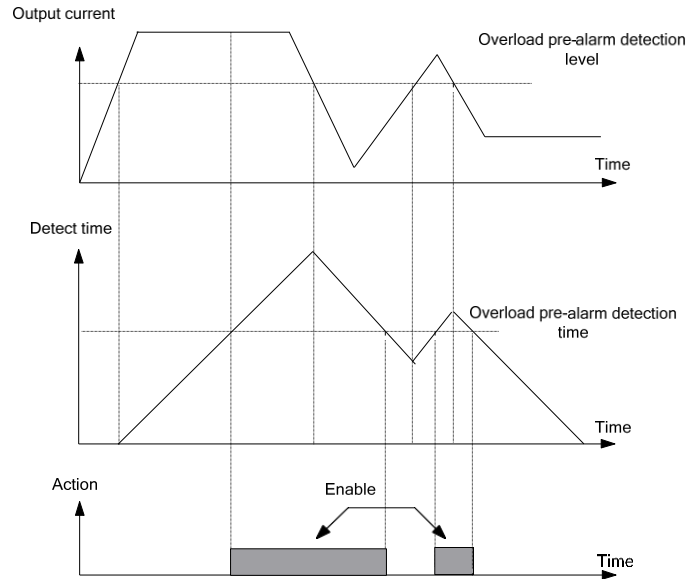 Output current
Overload pre-alarm detection
level
Time
Detect time
Overload pre-alarm detection
time
Time
Action
Enable
Time